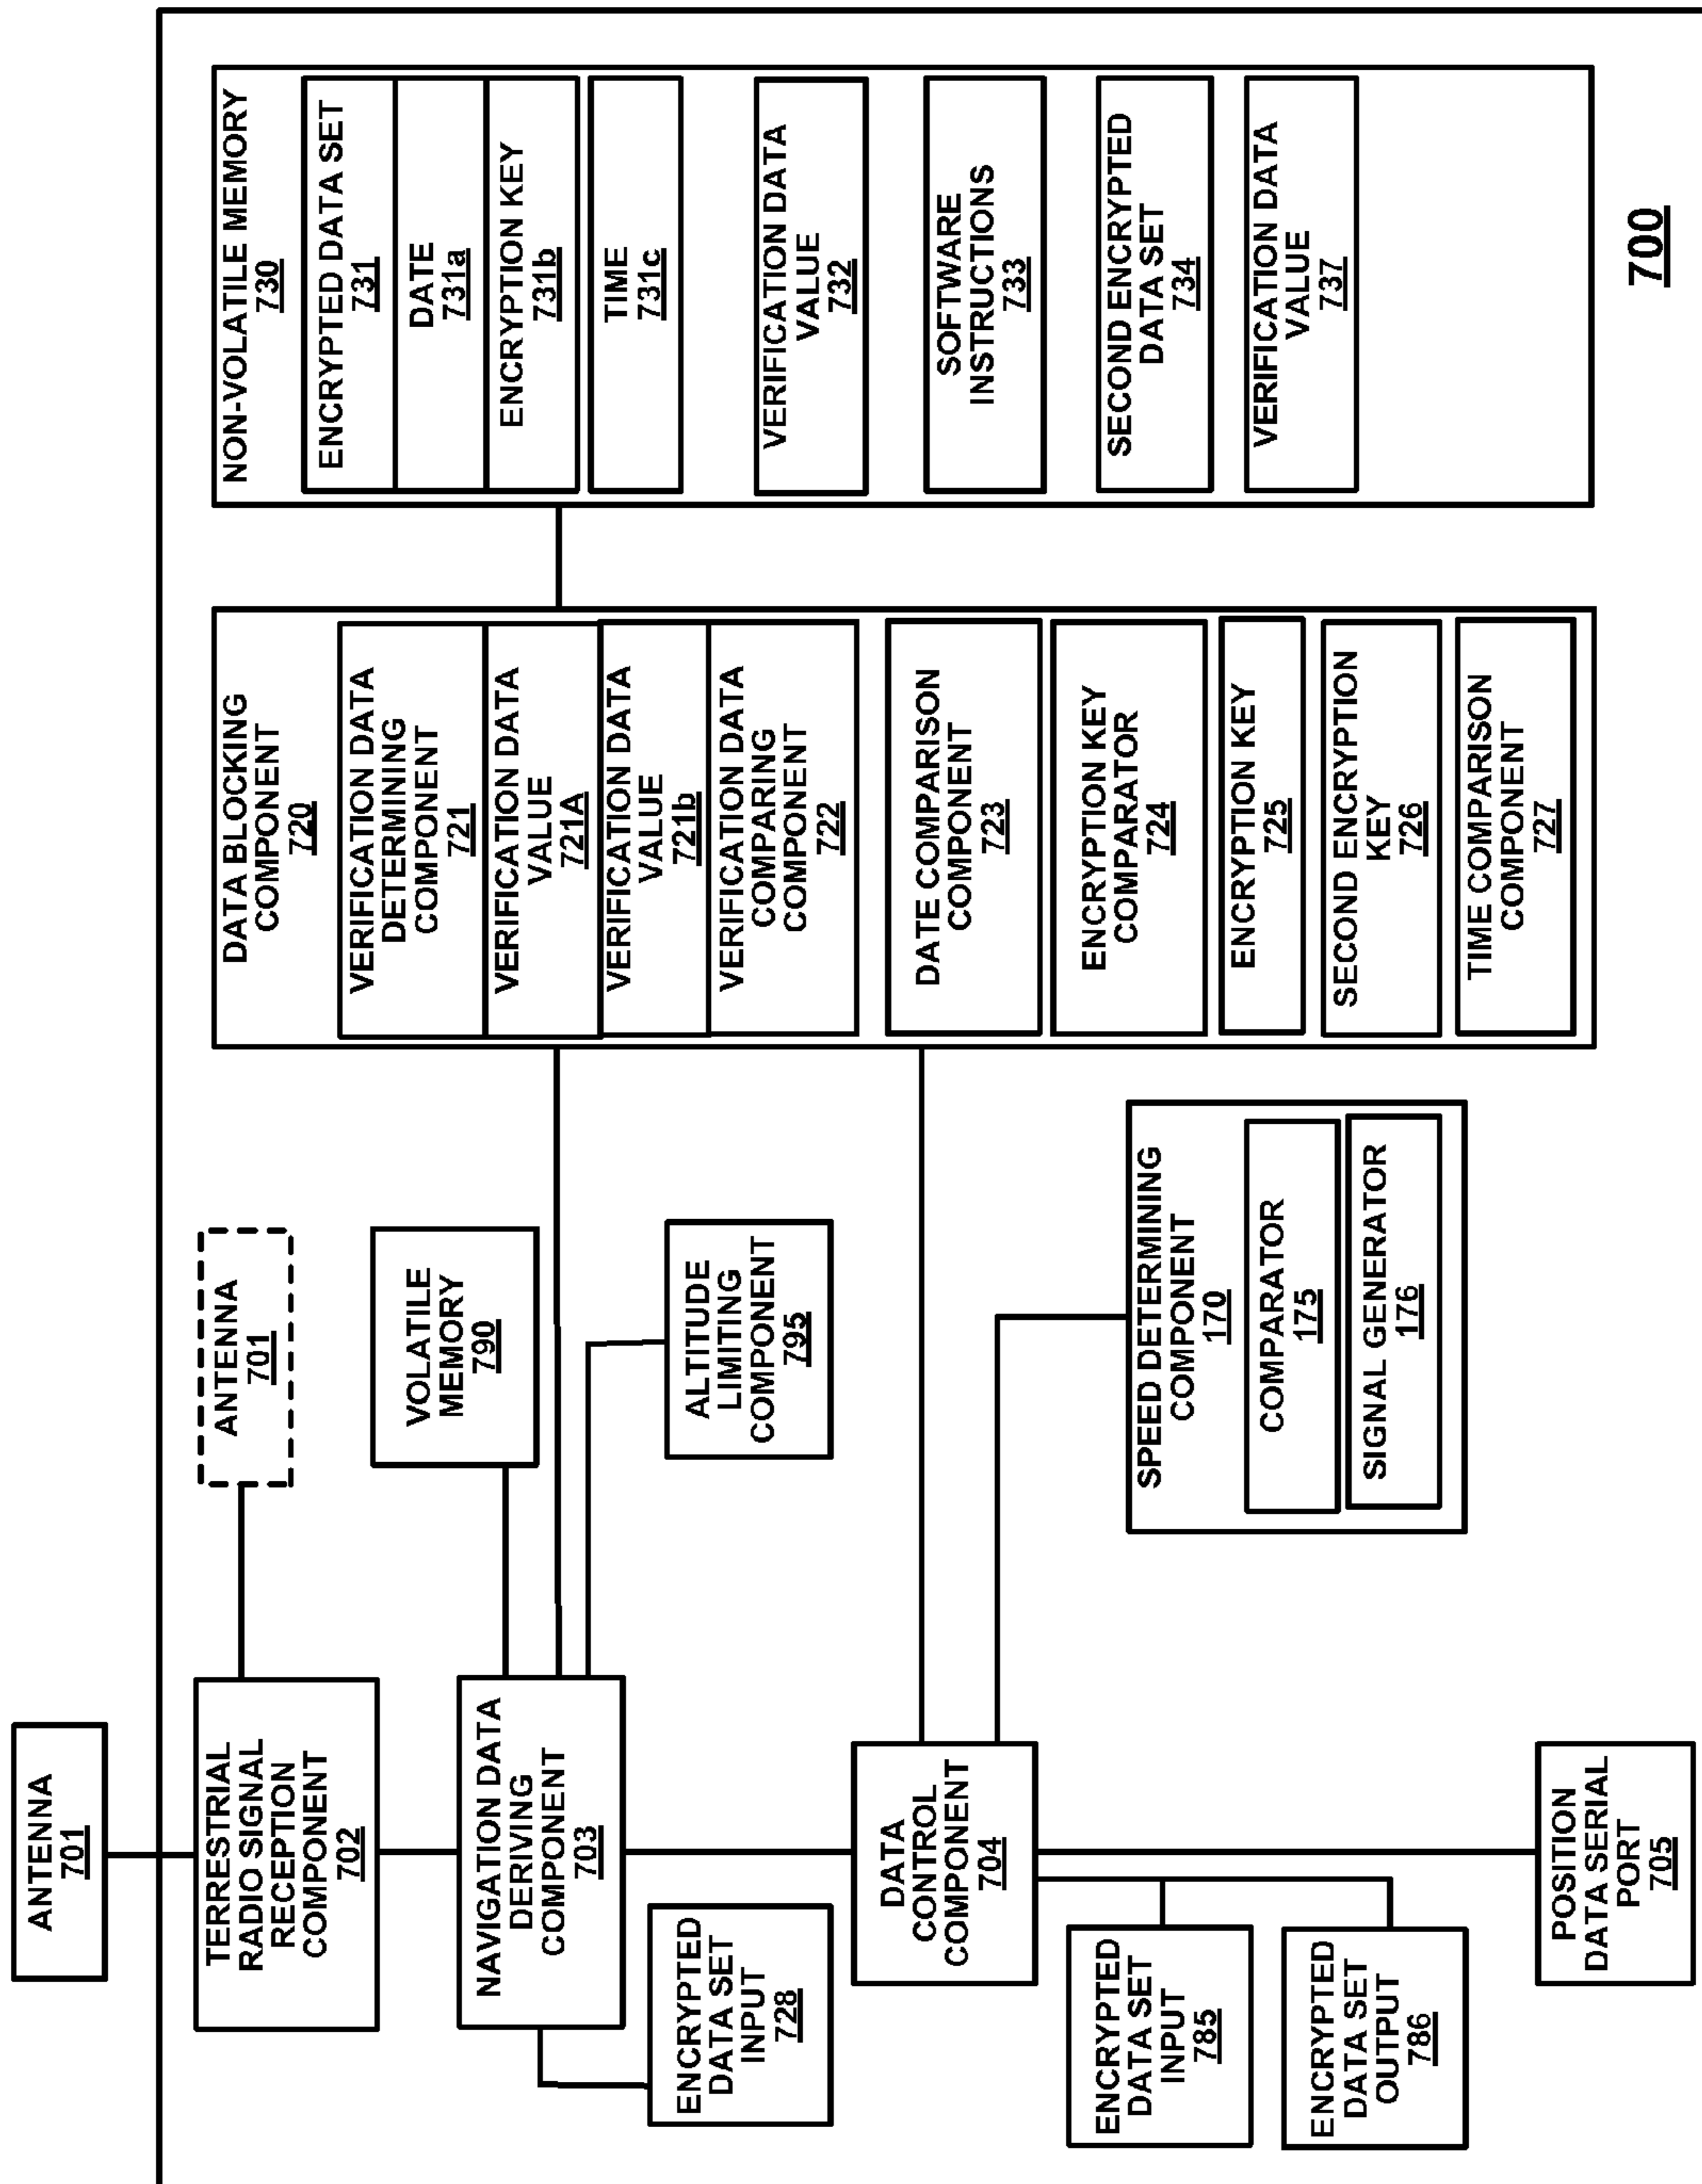 ANTENNA
701
TERRESTRIAL
RADIO SIGNAL
RECEPTION
COMPONENT
702
ANTENNA
701
NAVIGATION DATA
DERIVING
COMPONENT
703
VOLATILE
MEMORY
790
ALTITUDE
LIMITING
COMPONENT
795
ENCRYPTED
DATA SET
INPUT
728
DATA
CONTROL
COMPONENT
704
SPEED DETERMINING
COMPONENT
170
COMPARATOR
175
SIGNAL GENERATOR
176
ENCRYPTED
DATA SET
INPUT
785
ENCRYPTED
DATA SET
OUTPUT
786
POSITION
DATA SERIAL
PORT
705
DATA BLOCKING
COMPONENT
720
VERIFICATION DATA
DETERMINING
COMPONENT
721
VERIFICATION DATA
VALUE
721A
VERIFICATION DATA
VALUE
721b
VERIFICATION DATA
COMPARING
COMPONENT
722
DATE COMPARISON
COMPONENT
723
ENCRYPTION KEY
COMPARATOR
724
ENCRYPTION KEY
725
SECOND ENCRYPTION
KEY
726
TIME COMPARISON
COMPONENT
727
NON-VOLATILE MEMORY
730
ENCRYPTED DATA SET
731
DATE
731a
ENCRYPTION KEY
731b
TIME
731c
VERIFICATION DATA
VALUE
732
SOFTWARE
INSTRUCTIONS
733
SECOND ENCRYPTED
DATA SET
734
VERIFICATION DATA
VALUE
737
700